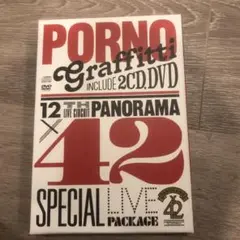 PORNO
Graffitti
INCLUDE 2CD, DVD
12TH LIVE CIRCUIT PANORAMA
×42
SPECIAL LIVE PACKAGE